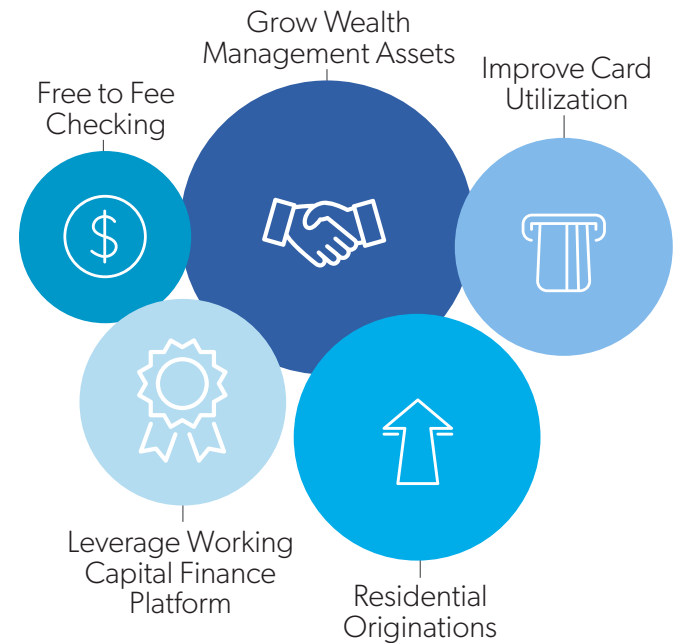 Grow Wealth
Management Assets
Improve Card
Utilization
Free to Fee
Checking
$
Leverage Working
Capital Finance
Platform
Residential
Originations